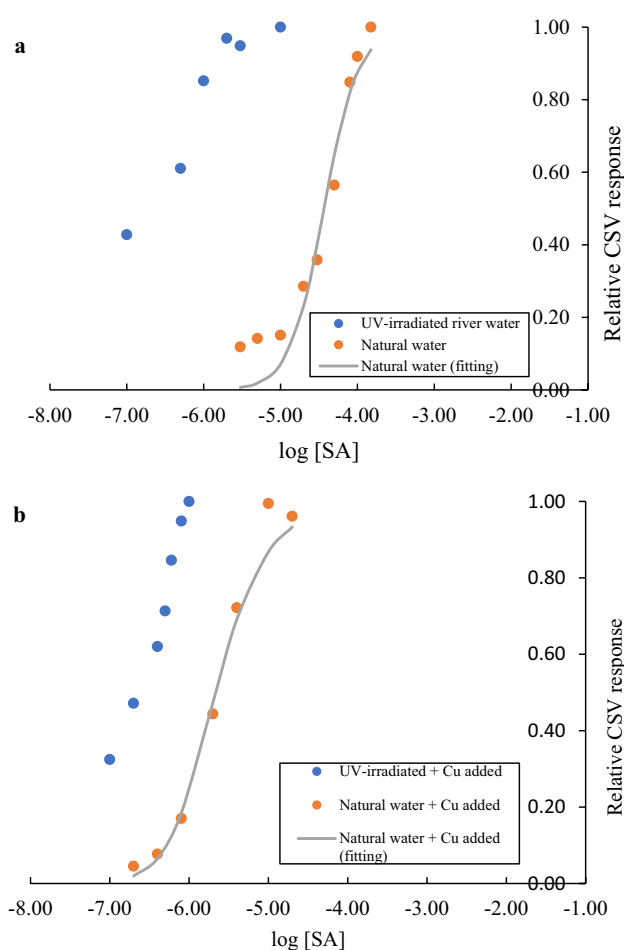 a
1.00
0.80
0.60
0.40
0.20
0.00
Relative CSV response
UV-irradiated river water
Natural water
Natural water (fitting)
-8.00 -7.00 -6.00 -5.00 -4.00 -3.00 -2.00 -1.00
log [SA]
b
1.00
0.80
0.60
0.40
0.20
0.00
Relative CSV response
UV-irradiated + Cu added
Natural water + Cu added
Natural water + Cu added
(fitting)
-8.00 -7.00 -6.00 -5.00 -4.00 -3.00 -2.00 -1.00
log [SA]